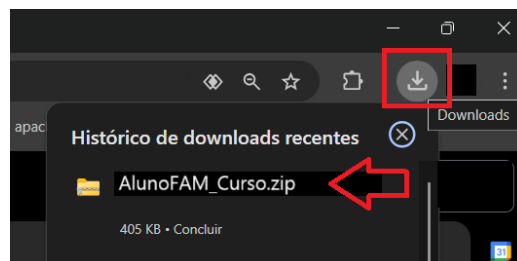 Downloads
apac
Histórico de downloads recentes
AlunoFAM_Curso.zip
405 KB • Concluir
31